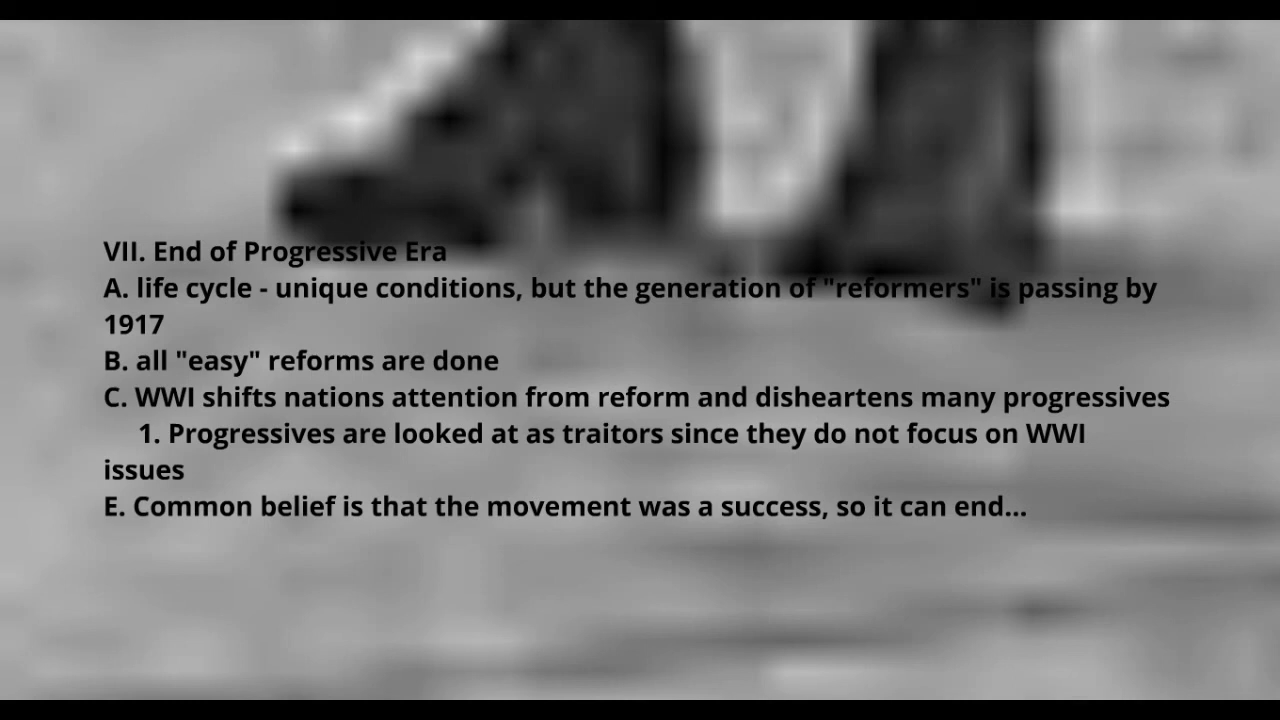 VII. End of Progressive Era
A. life cycle - unique conditions, but the generation of "reformers" is passing by
1917
B. all "easy" reforms are done
C. WWI shifts nations attention from reform and disheartens many progressives
1. Progressives are looked at as traitors since they do not focus on WWI
issues
E. Common belief is that the movement was a success, so it can end...